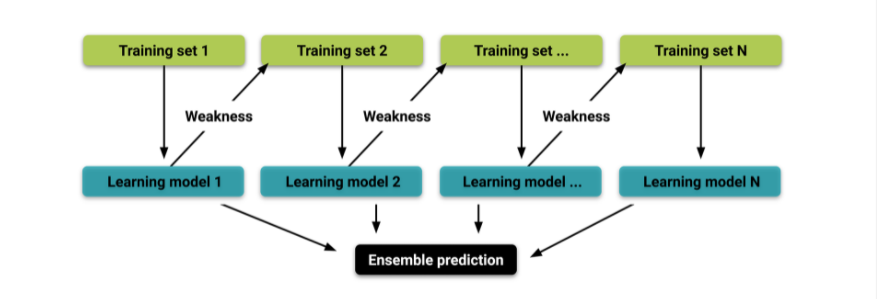 Training set 1
Training set 2
Training set ...
Training set N
Weakness
Weakness
Weakness
Learning model 1
Learning model 2
Learning model ...
Learning model N
Ensemble prediction